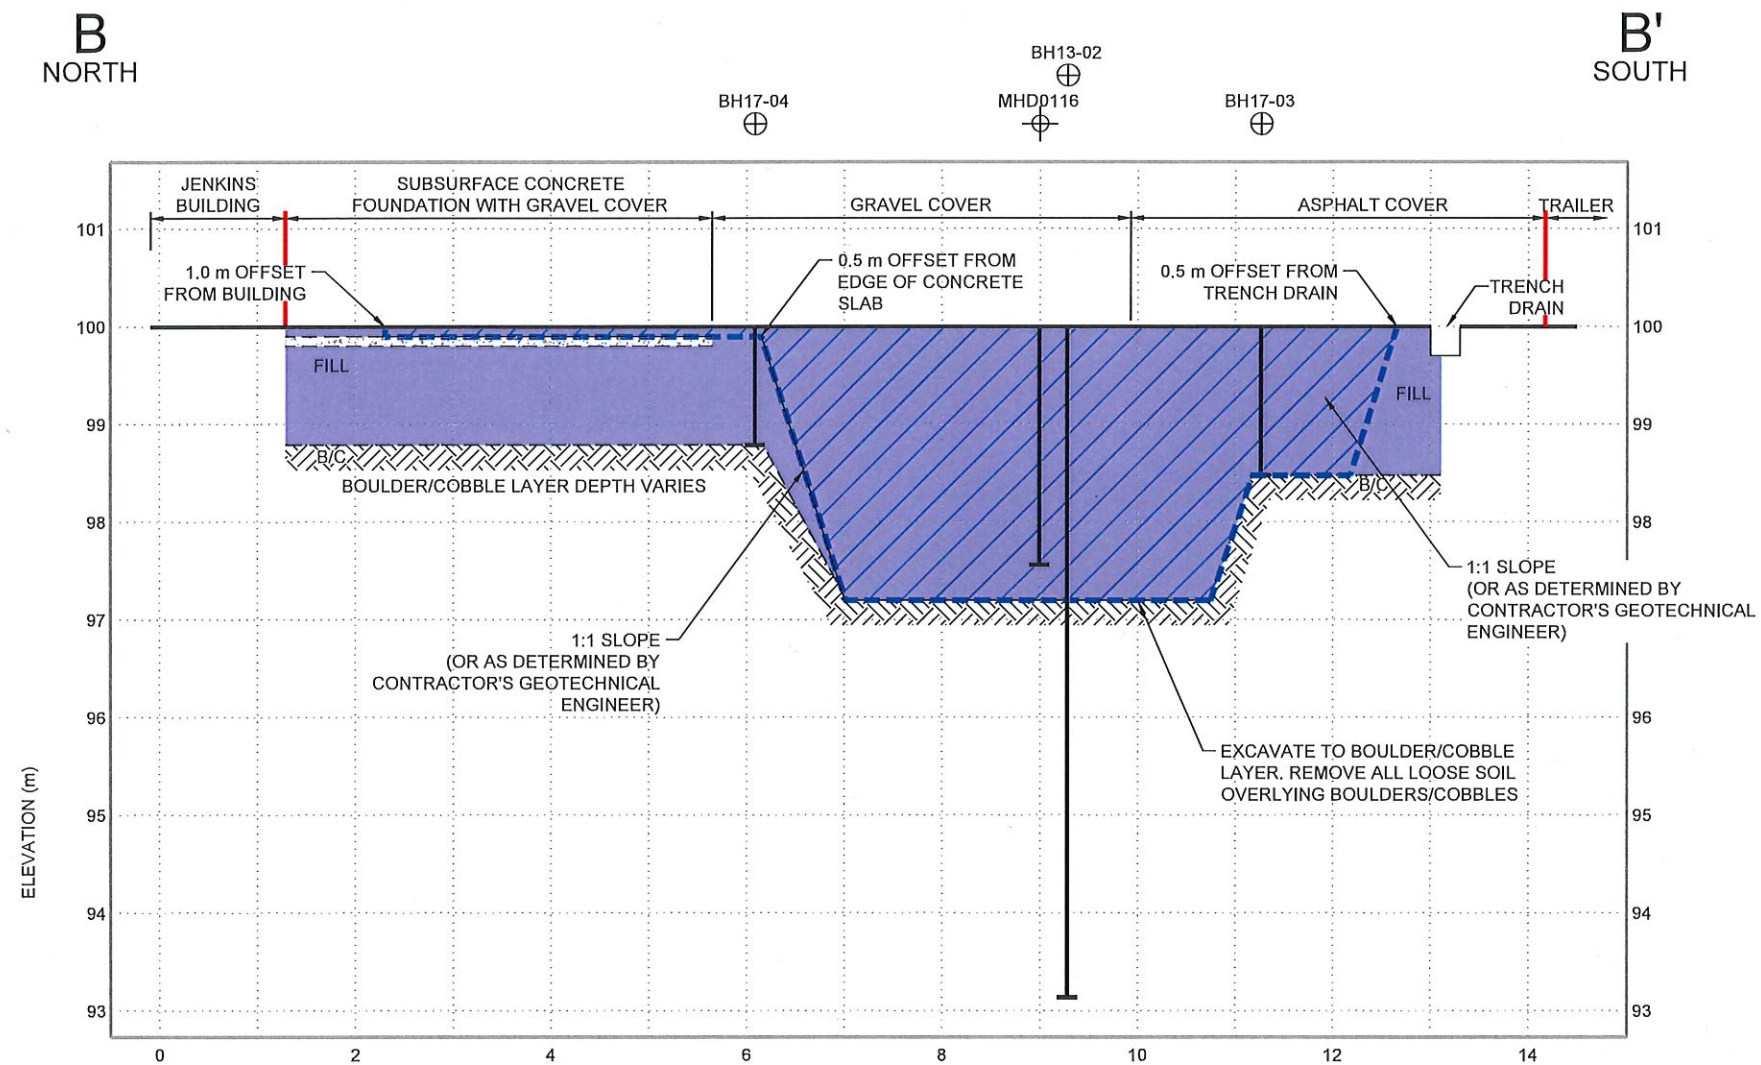 B
NORTH
B'
SOUTH
BH13-02
BH17-04
MHD0116
BH17-03
JENKINS
BUILDING
SUBSURFACE CONCRETE
FOUNDATION WITH GRAVEL COVER
GRAVEL COVER
ASPHALT COVER
TRAILER
101
101
1.0 m OFFSET
FROM BUILDING
0.5 m OFFSET FROM
EDGE OF CONCRETE
SLAB
0.5 m OFFSET FROM
TRENCH DRAIN
TRENCH
DRAIN
100
100
FILL
FILL
99
99
B/C
BOULDER/COBBLE LAYER DEPTH VARIES
B/C
98
98
1:1 SLOPE
(OR AS DETERMINED BY
CONTRACTOR'S GEOTECHNICAL
ENGINEER)
97
1:1 SLOPE
(OR AS DETERMINED BY
CONTRACTOR'S GEOTECHNICAL
ENGINEER)
96
96
EXCAVATE TO BOULDER/COBBLE
LAYER. REMOVE ALL LOOSE SOIL
OVERLYING BOULDERS/COBBLES
95
95
ELEVATION (m)
94
94
93
93
0
2
4
6
8
10
12
14